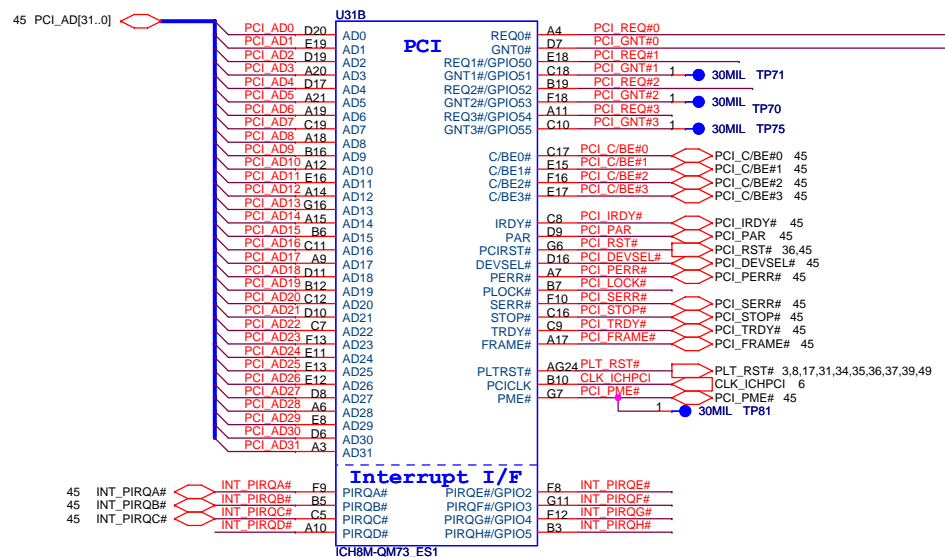 45 PCI_AD[31..0]
U31B
PCI
PCI_AD0 D20 AD0
PCI_AD1 E19 AD1
PCI_AD2 D19 AD2
PCI_AD3 A20 AD3
PCI_AD4 D17 AD4
PCI_AD5 A21 AD5
PCI_AD6 A19 AD6
PCI_AD7 C19 AD7
PCI_AD8 A18 AD8
PCI_AD9 B16 AD9
PCI_AD10 A12 AD10
PCI_AD11 E16 AD11
PCI_AD12 A14 AD12
PCI_AD13 G16 AD13
PCI_AD14 A15 AD14
PCI_AD15 B6 AD15
PCI_AD16 C11 AD16
PCI_AD17 A9 AD17
PCI_AD18 D11 AD18
PCI_AD19 B12 AD19
PCI_AD20 C12 AD20
PCI_AD21 D10 AD21
PCI_AD22 C7 AD22
PCI_AD23 F13 AD23
PCI_AD24 E11 AD24
PCI_AD25 E13 AD25
PCI_AD26 E12 AD26
PCI_AD27 D8 AD27
PCI_AD28 A6 AD28
PCI_AD29 E8 AD29
PCI_AD30 D6 AD30
PCI_AD31 A3 AD31
REQ0# A4 PCI_REQ#0
GNT0# D7 PCI_GNT#0
REQ1#/GPIO50 E18 PCI_REQ#1
GNT1#/GPIO51 C18 PCI_GNT#1 1 30MIL TP71
REQ2#/GPIO52 B19 PCI_REQ#2
GNT2#/GPIO53 F18 PCI_GNT#2 1 30MIL TP70
REQ3#/GPIO54 A11 PCI_REQ#3
GNT3#/GPIO55 C10 PCI_GNT#3 1 30MIL TP75
C/BE0# C17 PCI_C/BE#0 PCI_C/BE#0 45
C/BE1# E15 PCI_C/BE#1 PCI_C/BE#1 45
C/BE2# F16 PCI_C/BE#2 PCI_C/BE#2 45
C/BE3# E17 PCI_C/BE#3 PCI_C/BE#3 45
IRDY# C8 PCI_IRDY# PCI_IRDY# 45
PAR D9 PCI_PAR PCI_PAR 45
PCIRST# G6 PCI_RST# PCI_RST# 36,45
DEVSEL# D16 PCI_DEVSEL# PCI_DEVSEL# 45
PERR# A7 PCI_PERR# PCI_PERR# 45
PLOCK# B7 PCI_LOCK#
SERR# F10 PCI_SERR# PCI_SERR# 45
STOP# C16 PCI_STOP# PCI_STOP# 45
TRDY# C9 PCI_TRDY# PCI_TRDY# 45
FRAME# A17 PCI_FRAME# PCI_FRAME# 45
PLTRST# AG24 PLT_RST# PLT_RST# 3,8,17,31,34,35,36,37,39,49
PCICLK B10 CLK_ICHPCI CLK_ICHPCI 6
PME# G7 PCI_PME# PCI_PME# 45
1 30MIL TP81
Interrupt I/F
45 INT_PIRQA# INT_PIRQA# F9 PIRQA# PIRQE#/GPIO2 F8 INT_PIRQE#
45 INT_PIRQB# INT_PIRQB# B5 PIRQB# PIRQF#/GPIO3 G11 INT_PIRQF#
45 INT_PIRQC# INT_PIRQC# C5 PIRQC# PIRQG#/GPIO4 F12 INT_PIRQG#
INT_PIRQD# A10 PIRQD# PIRQH#/GPIO5 B3 INT_PIRQH#
ICH8M-QM73_ES1